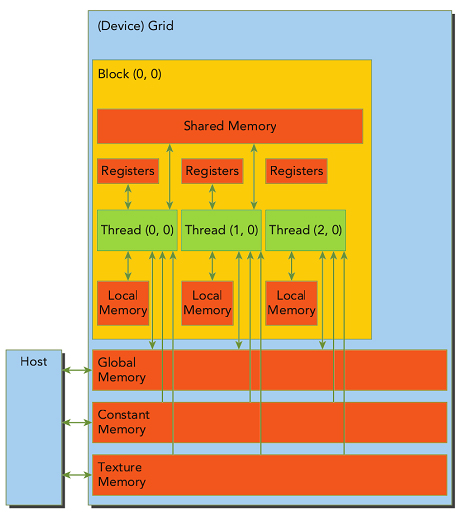 (Device) Grid
Block (0, 0)
Shared Memory
Registers Registers Registers
Thread (0, 0) Thread (1, 0) Thread (2, 0)
Local Local Local
Memory Memory Memory
Host
Global
Memory
Constant
Memory
Texture
Memory